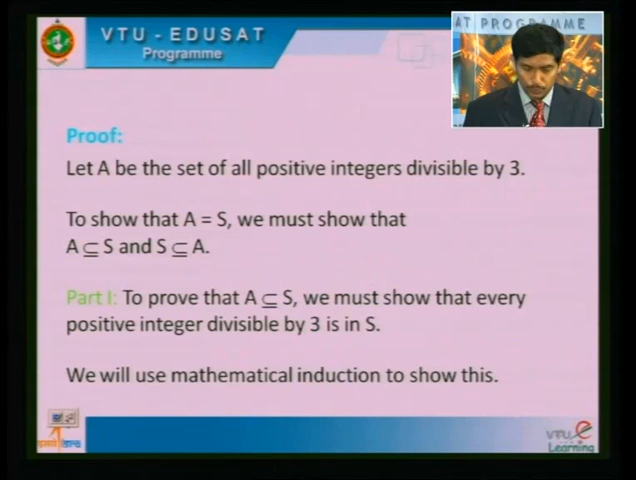 VTU - EDUSAT
Programme
AT PROGRAMME
Proof:
Let A be the set of all positive integers divisible by 3.
To show that A = S, we must show that
A ⊆ S and S ⊆ A.
Part I: To prove that A ⊆ S, we must show that every
positive integer divisible by 3 is in S.
We will use mathematical induction to show this.
VTU e
Learning